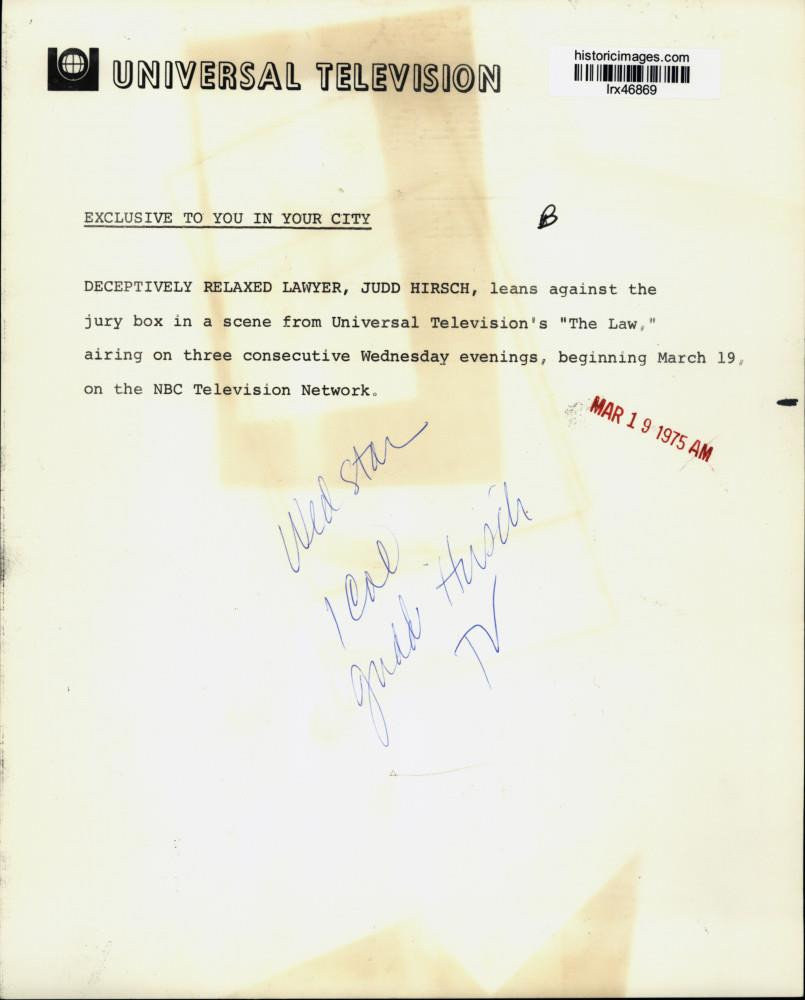 UNIVERSAL TELEVISION
historicimages.com
lrx46869
EXCLUSIVE TO YOU IN YOUR CITY
B
DECEPTIVELY RELAXED LAWYER, JUDD HIRSCH, leans against the
jury box in a scene from Universal Television's "The Law,"
airing on three consecutive Wednesday evenings, beginning March 19,
on the NBC Television Network.
MAR 19 1975 AM
Wed Star
1 Col
Judd Hirsch
TV